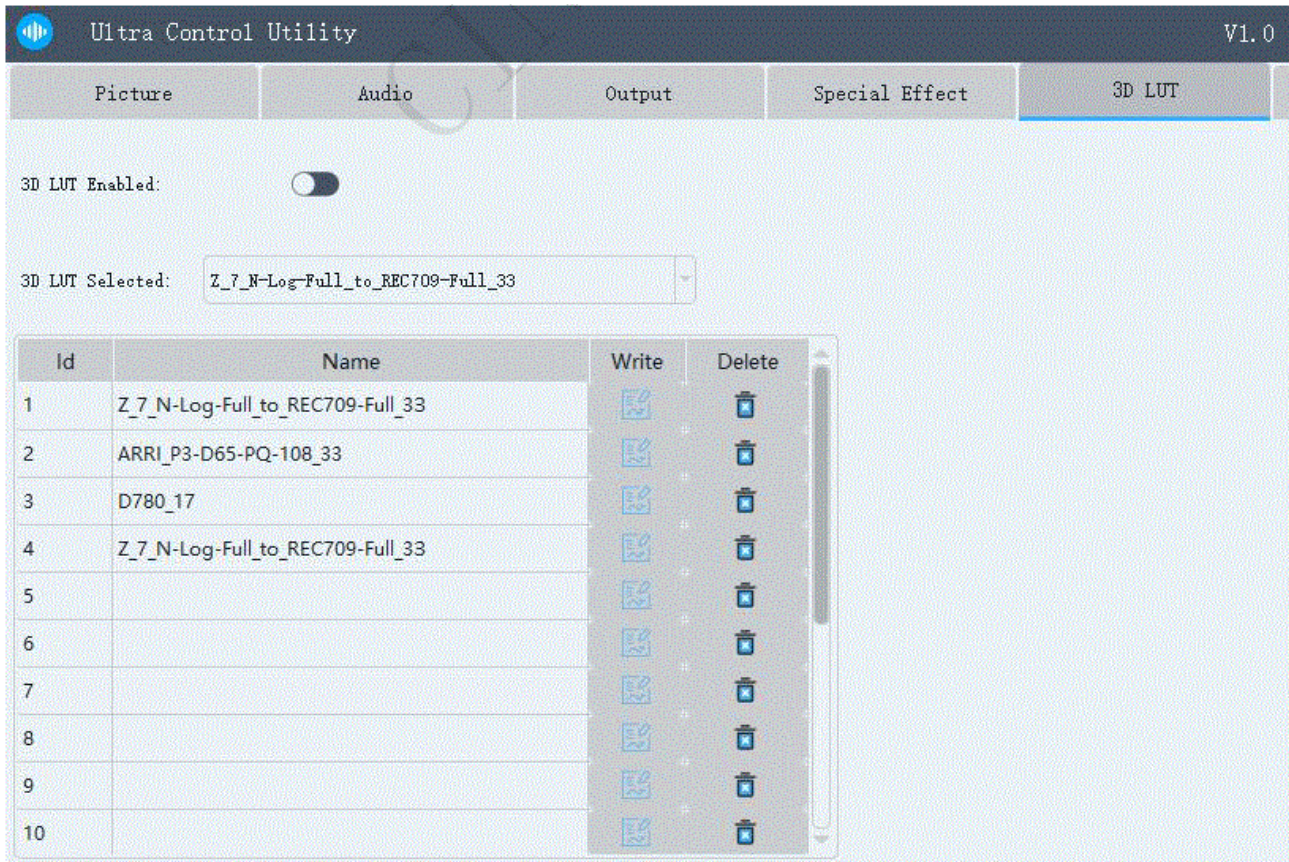 Ultra Control Utility V1.0
Picture Audio Output Special Effect 3D LUT
3D LUT Enabled:
3D LUT Selected: Z_7_N-Log-Full_to_REC709-Full_33
Id Name Write Delete
1 Z_7_N-Log-Full_to_REC709-Full_33
2 ARRI_P3-D65-PQ-108_33
3 D780_17
4 Z_7_N-Log-Full_to_REC709-Full_33
5
6
7
8
9
10